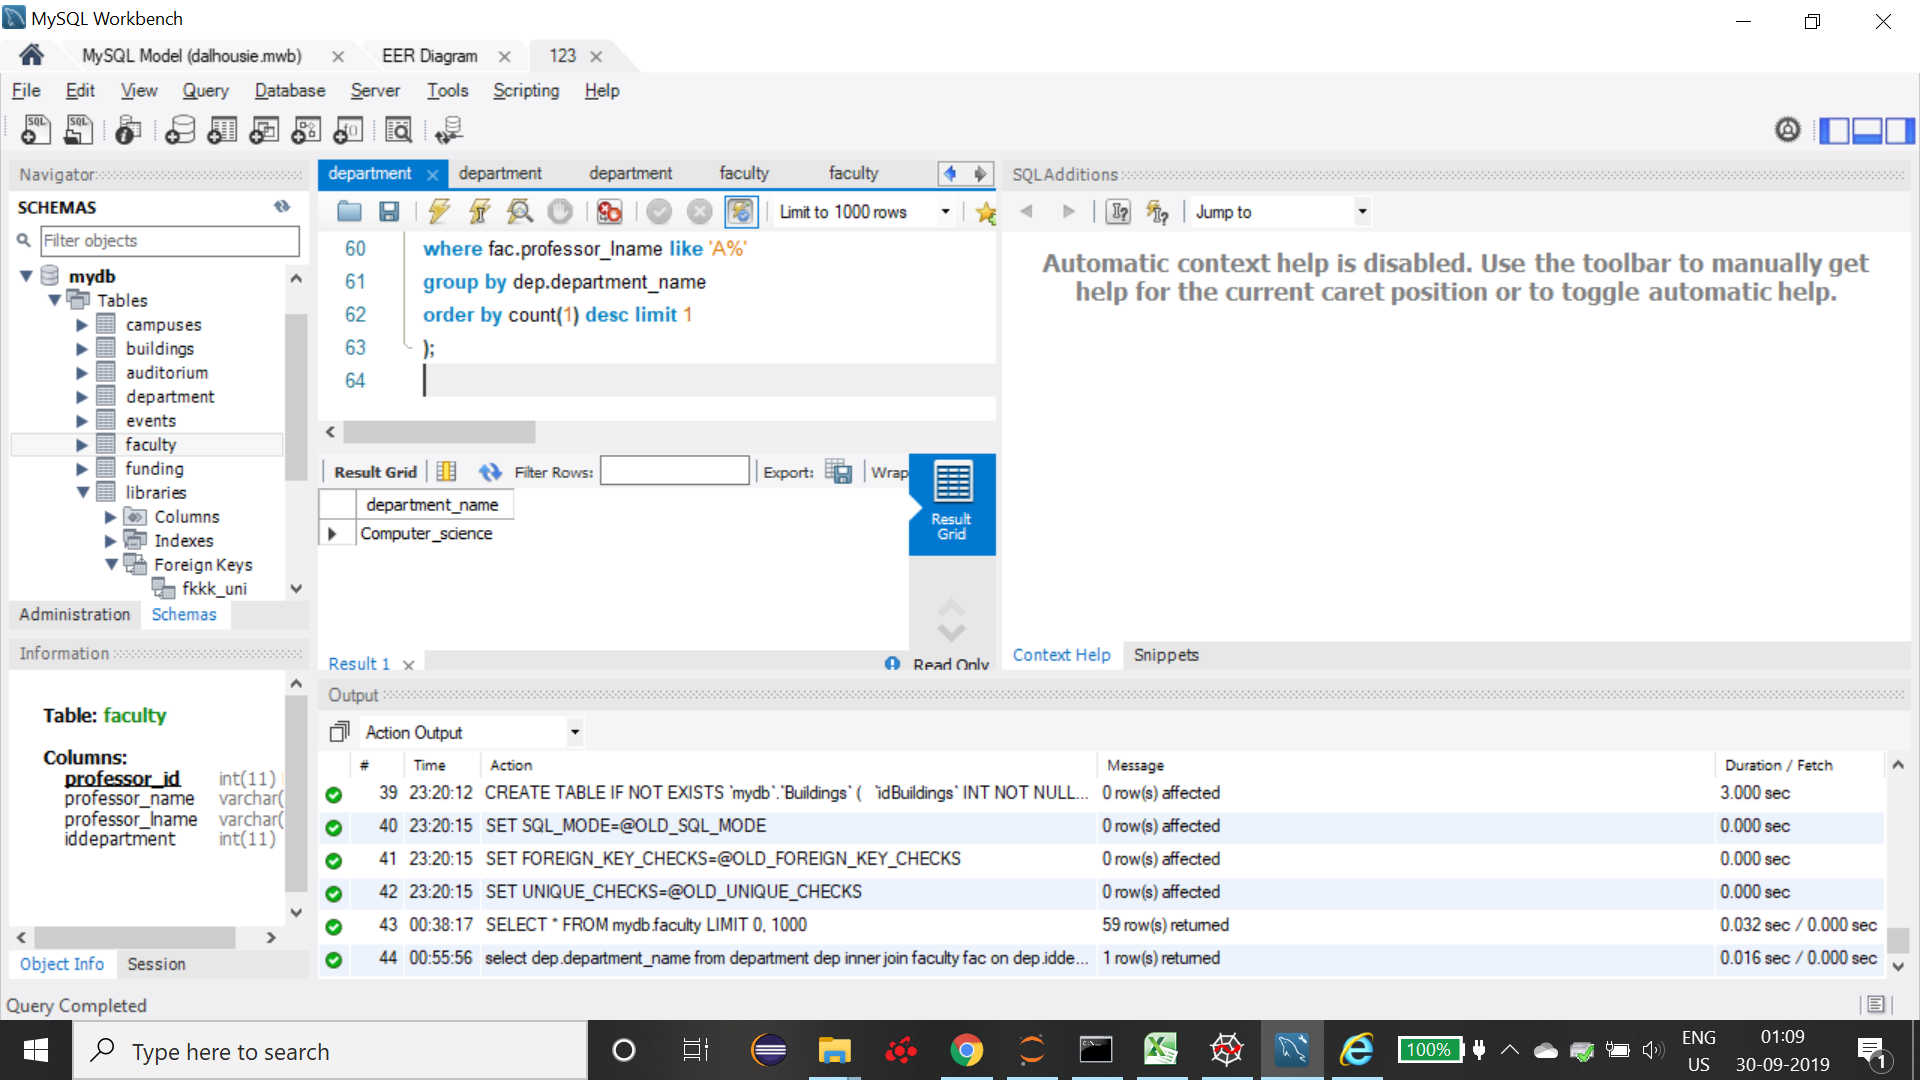 MySQL Workbench
MySQL Model (dalhousie.mwb)
EER Diagram
123
File Edit View Query Database Server Tools Scripting Help
Navigator
SCHEMAS
Filter objects
mydb
Tables
campuses
buildings
auditorium
department
events
faculty
funding
libraries
Columns
Indexes
Foreign Keys
fkkk_uni
Administration Schemas
Information
Table: faculty
Columns:
professor_id int(11)
professor_name varchar(
professor_lname varchar(
iddepartment int(11)
Object Info Session
Query Completed
department department department faculty faculty
Limit to 1000 rows
60 where fac.professor_lname like 'A%'
61 group by dep.department_name
62 order by count(1) desc limit 1
63 );
64
Result Grid Filter Rows: Export: Wrap
department_name
Computer_science
Result
Grid
Result 1 Read Only
SQLAdditions
Jump to
Automatic context help is disabled. Use the toolbar to manually get
help for the current caret position or to toggle automatic help.
Context Help Snippets
Output
Action Output
# Time Action Message Duration / Fetch
39 23:20:12 CREATE TABLE IF NOT EXISTS `mydb`.`Buildings` ( `idBuildings` INT NOT NULL... 0 row(s) affected 3.000 sec
40 23:20:15 SET SQL_MODE=@OLD_SQL_MODE 0 row(s) affected 0.000 sec
41 23:20:15 SET FOREIGN_KEY_CHECKS=@OLD_FOREIGN_KEY_CHECKS 0 row(s) affected 0.000 sec
42 23:20:15 SET UNIQUE_CHECKS=@OLD_UNIQUE_CHECKS 0 row(s) affected 0.000 sec
43 00:38:17 SELECT * FROM mydb.faculty LIMIT 0, 1000 59 row(s) returned 0.032 sec / 0.000 sec
44 00:55:56 select dep.department_name from department dep inner join faculty fac on dep.idde... 1 row(s) returned 0.016 sec / 0.000 sec
Type here to search
100%
ENG
US
01:09
30-09-2019
1